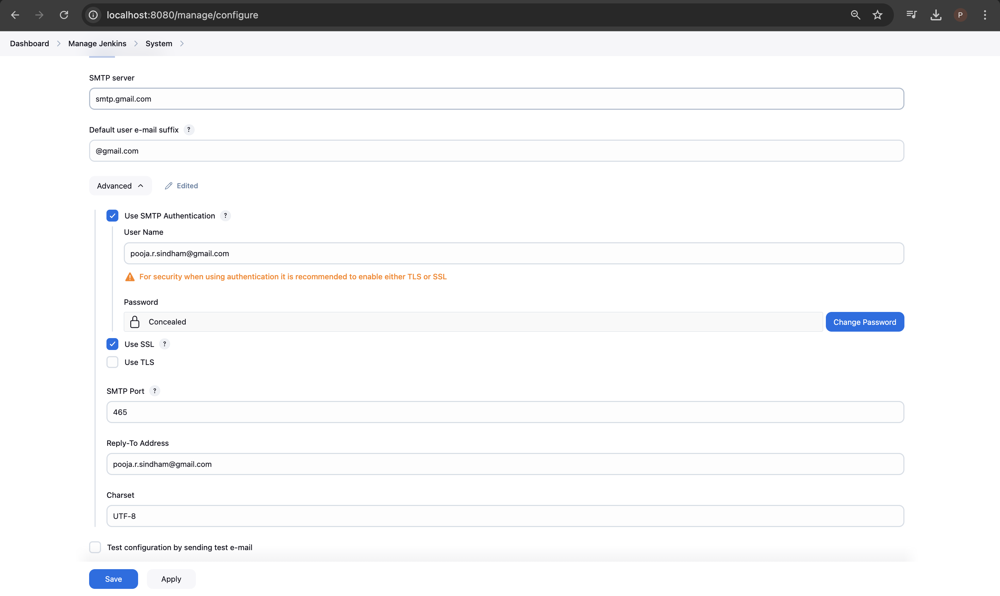 localhost:8080/manage/configure
P
Dashboard
Manage Jenkins
System
SMTP server
smtp.gmail.com
Default user e-mail suffix ?
@gmail.com
Advanced
Edited
Use SMTP Authentication ?
User Name
pooja.r.sindham@gmail.com
For security when using authentication it is recommended to enable either TLS or SSL
Password
Concealed
Change Password
Use SSL ?
Use TLS
SMTP Port ?
465
Reply-To Address
pooja.r.sindham@gmail.com
Charset
UTF-8
Test configuration by sending test e-mail
Save
Apply